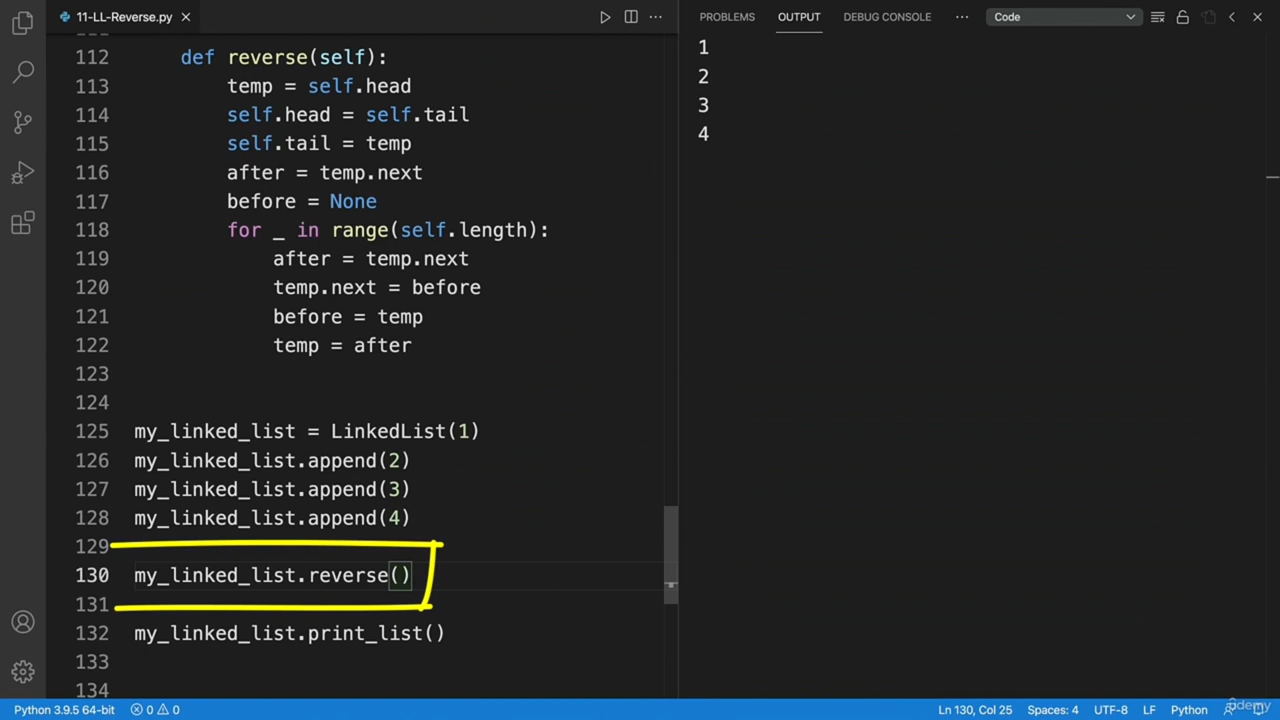 11-LL-Reverse.py
PROBLEMS OUTPUT DEBUG CONSOLE ··· Code
112 def reverse(self):
113 temp = self.head
114 self.head = self.tail
115 self.tail = temp
116 after = temp.next
117 before = None
118 for _ in range(self.length):
119 after = temp.next
120 temp.next = before
121 before = temp
122 temp = after
123
124
125 my_linked_list = LinkedList(1)
126 my_linked_list.append(2)
127 my_linked_list.append(3)
128 my_linked_list.append(4)
129
130 my_linked_list.reverse()
131
132 my_linked_list.print_list()
133
134
1
2
3
4
Python 3.9.5 64-bit 0 0 Ln 130, Col 25 Spaces: 4 UTF-8 LF Python
udemy